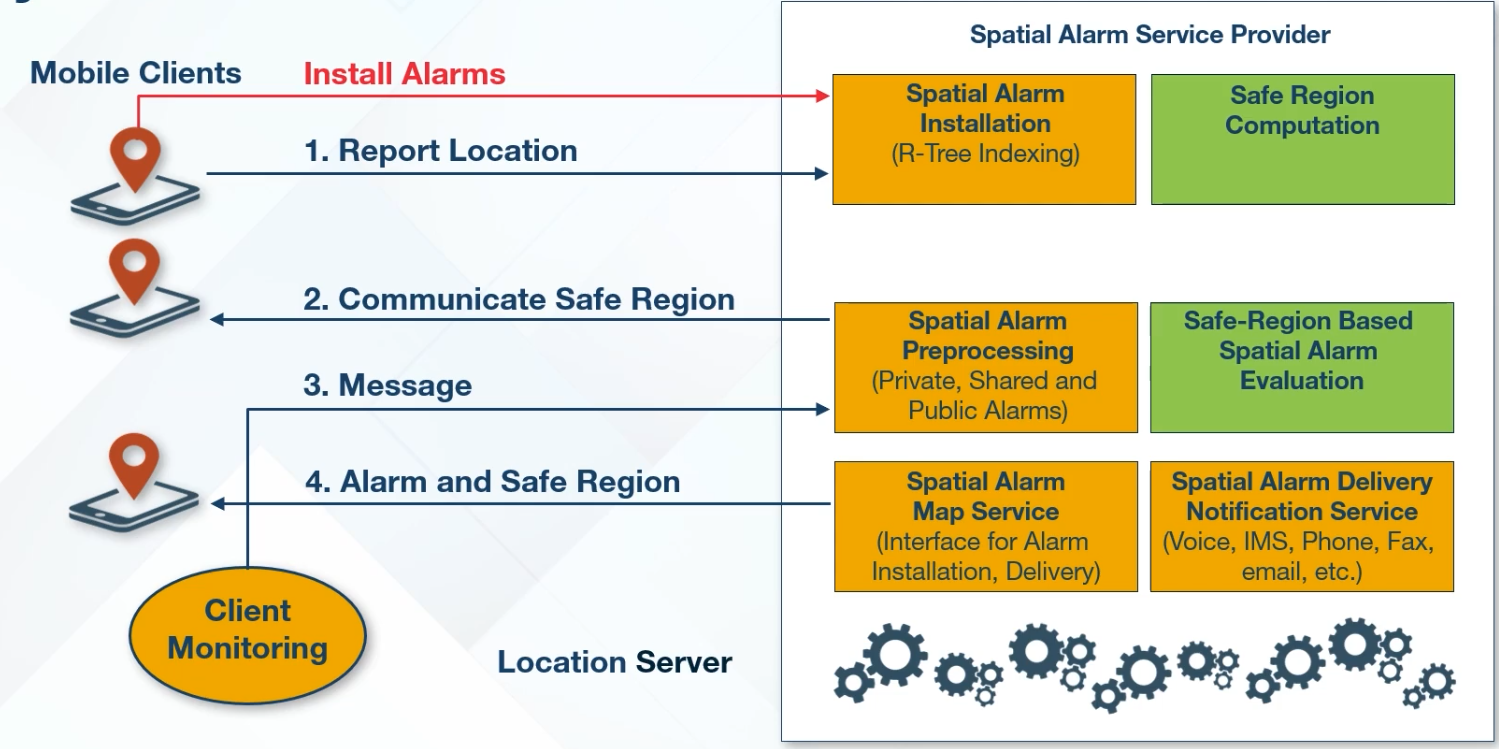 Spatial Alarm Service Provider
Mobile Clients
Install Alarms
1. Report Location
2. Communicate Safe Region
3. Message
4. Alarm and Safe Region
Client
Monitoring
Location Server
Spatial Alarm
Installation
(R-Tree Indexing)
Safe Region
Computation
Spatial Alarm
Preprocessing
(Private, Shared and
Public Alarms)
Safe-Region Based
Spatial Alarm
Evaluation
Spatial Alarm
Map Service
(Interface for Alarm
Installation, Delivery)
Spatial Alarm Delivery
Notification Service
(Voice, IMS, Phone, Fax,
email, etc.)